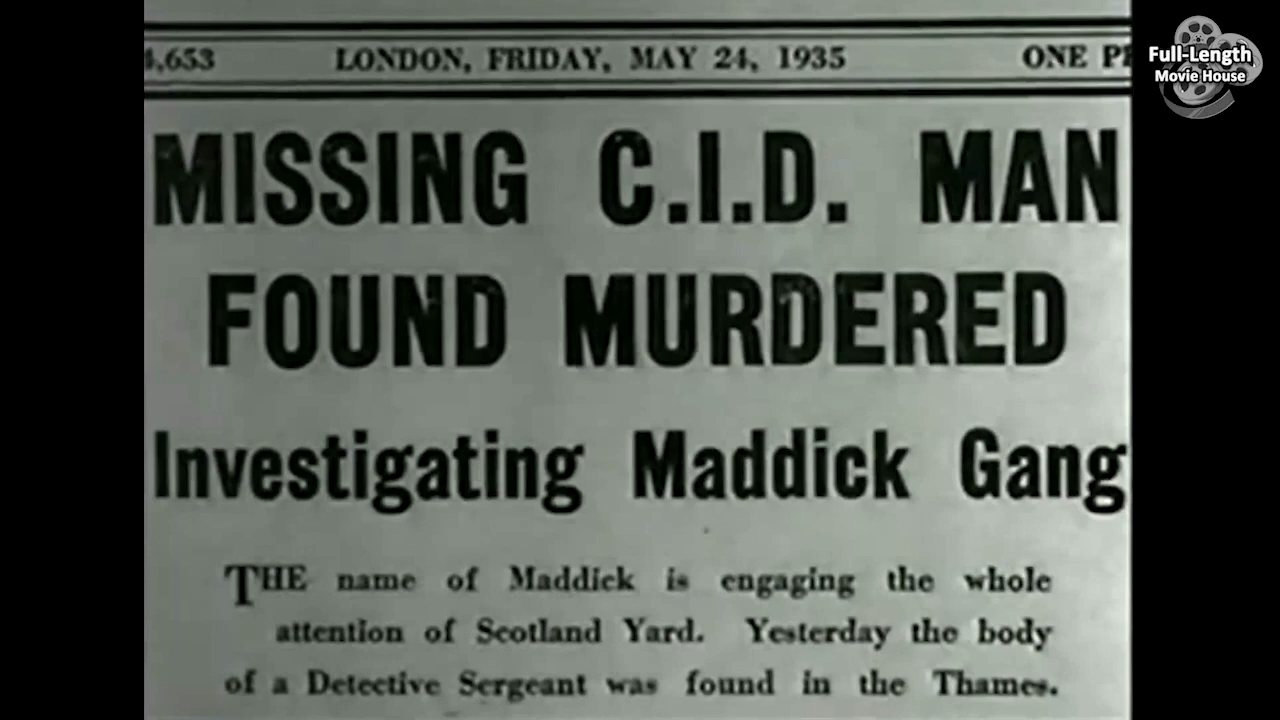 4,653 LONDON, FRIDAY, MAY 24, 1935 ONE
MISSING C.I.D. MAN
FOUND MURDERED
Investigating Maddick Gang
THE name of Maddick is engaging the whole
attention of Scotland Yard. Yesterday the body
of a Detective Sergeant was found in the Thames.
Full-Length
Movie House